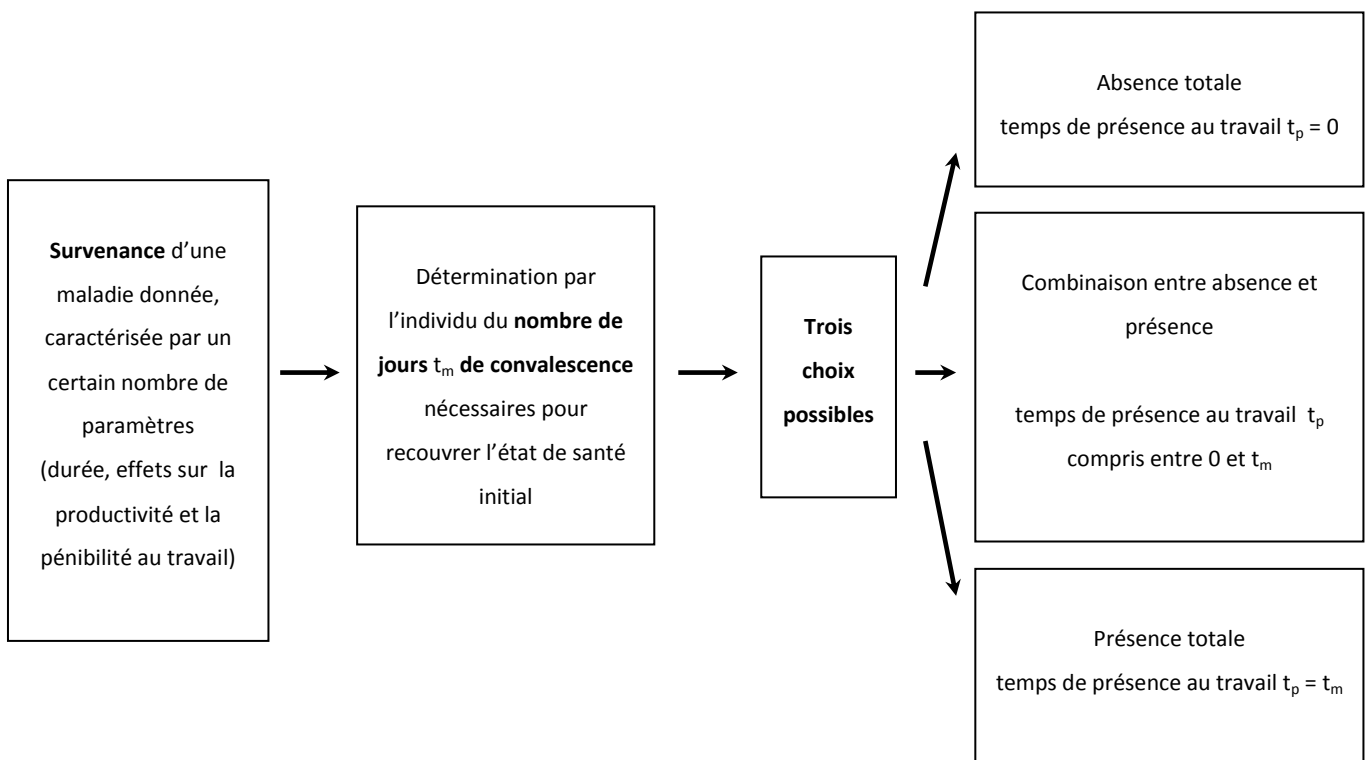 Survenance d’une
maladie donnée,
caractérisée par un
certain nombre de
paramètres
(durée, effets sur la
productivité et la
pénibilité au travail)
Détermination par
l’individu du nombre de
jours tm de convalescence
nécessaires pour
recouvrer l’état de santé
initial
Trois
choix
possibles
Absence totale
temps de présence au travail tp = 0
Combinaison entre absence et
présence
temps de présence au travail tp
compris entre 0 et tm
Présence totale
temps de présence au travail tp = tm